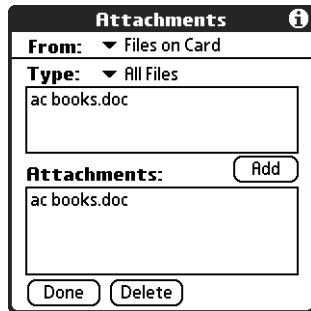 Attachments
From: Files on Card
Type: All Files
ac books.doc
Add
Attachments:
ac books.doc
Done Delete